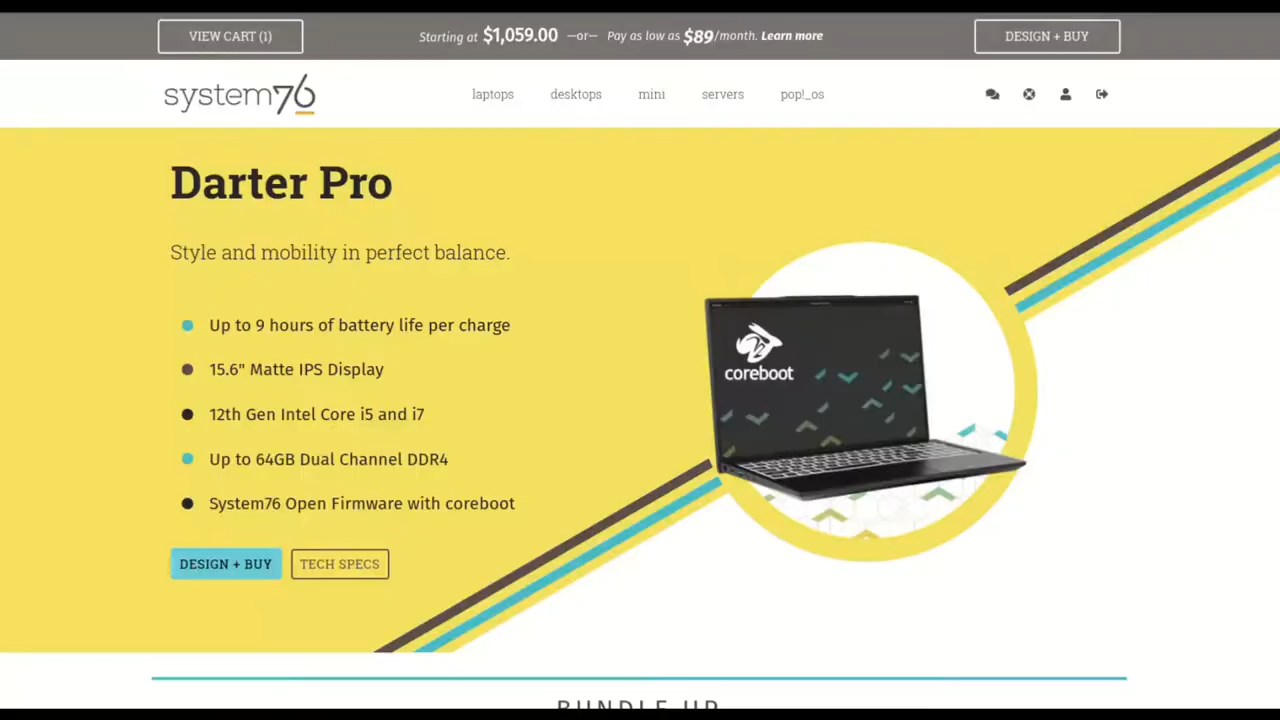 VIEW CART (1)
Starting at $1,059.00 —or— Pay as low as $89/month. Learn more
DESIGN + BUY
system76
laptops
desktops
mini
servers
pop!_os
Darter Pro
Style and mobility in perfect balance.
Up to 9 hours of battery life per charge
15.6" Matte IPS Display
12th Gen Intel Core i5 and i7
Up to 64GB Dual Channel DDR4
System76 Open Firmware with coreboot
coreboot
DESIGN + BUY
TECH SPECS
BUNDLE UP